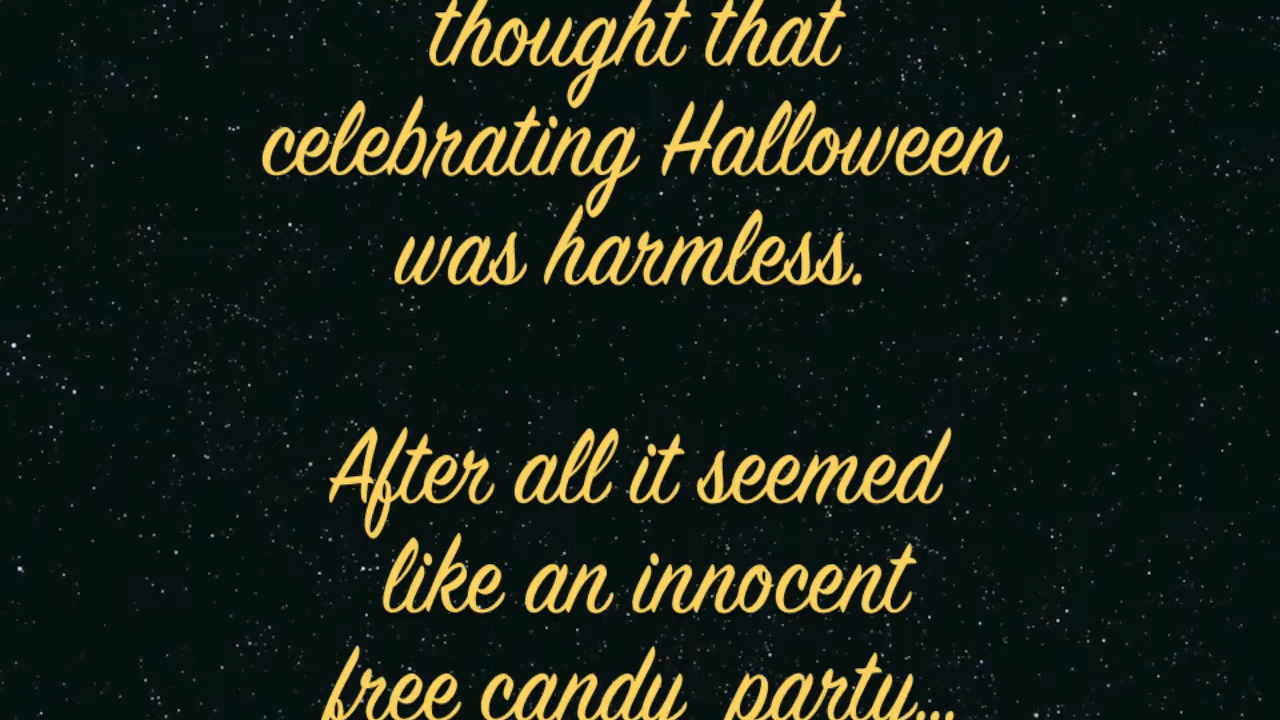 thought that
celebrating Halloween
was harmless.
After all it seemed
like an innocent
free candy party...